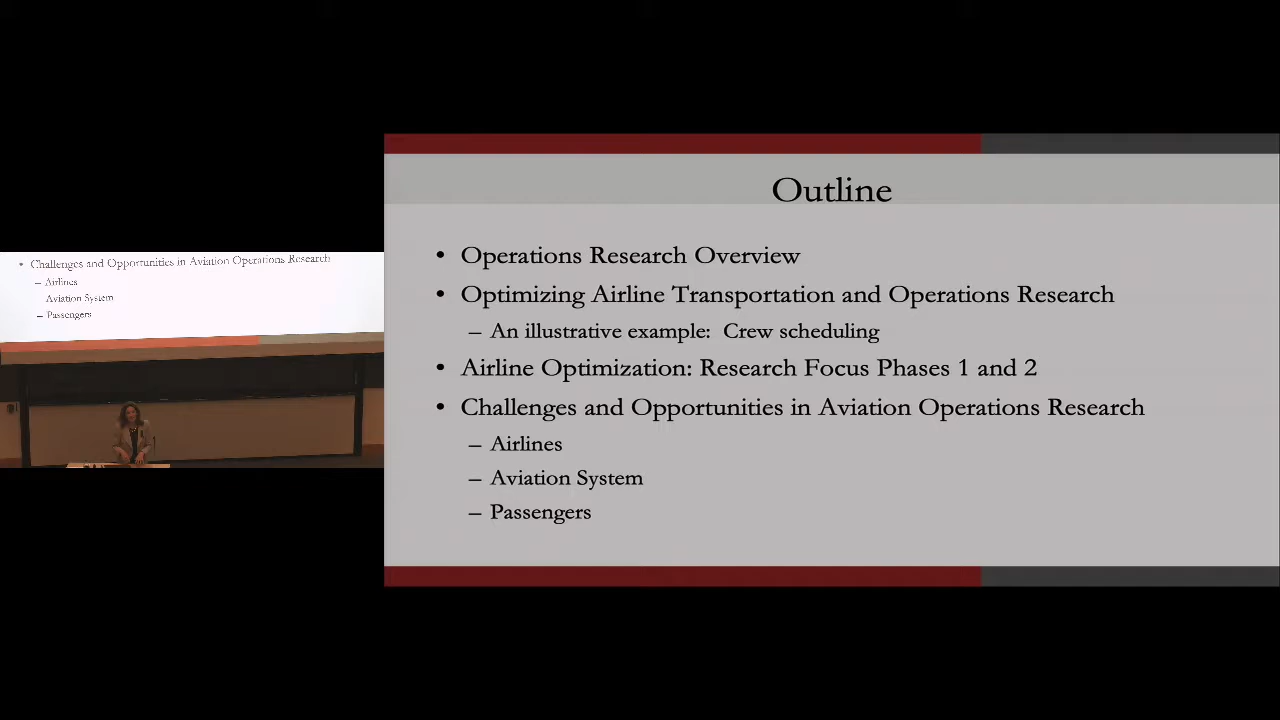 • Challenges and Opportunities in Aviation Operations Research
– Airlines
Aviation System
– Passengers
Outline
• Operations Research Overview
• Optimizing Airline Transportation and Operations Research
– An illustrative example: Crew scheduling
• Airline Optimization: Research Focus Phases 1 and 2
• Challenges and Opportunities in Aviation Operations Research
– Airlines
– Aviation System
– Passengers